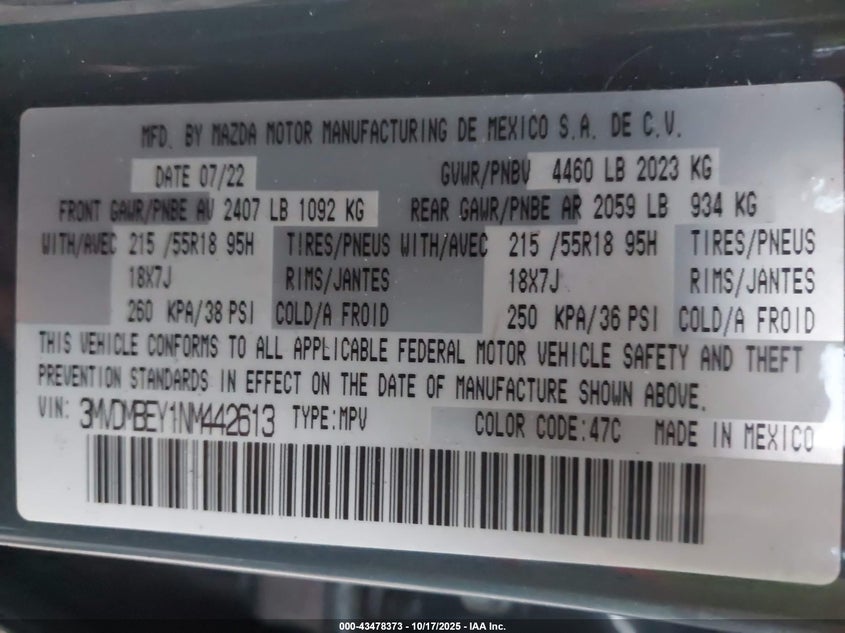 MFD. BY MAZDA MOTOR MANUFACTURING DE MEXICO S.A. DE C.V.
DATE 07/22 GVWR/PNBV 4460 LB 2023 KG
FRONT GAWR/PNBE AV 2407 LB 1092 KG REAR GAWR/PNBE AR 2059 LB 934 KG
WITH/AVEC 215 /55R18 95H TIRES/PNEUS WITH/AVEC 215 /55R18 95H TIRES/PNEUS
18X7J RIMS/JANTES 18X7J RIMS/JANTES
260 KPA/38 PSI COLD/A FROID 250 KPA/36 PSI COLD/A FROID
THIS VEHICLE CONFORMS TO ALL APPLICABLE FEDERAL MOTOR VEHICLE SAFETY AND THEFT
PREVENTION STANDARDS IN EFFECT ON THE DATE OF MANUFACTURE SHOWN ABOVE.
VIN: 3MVDMBEY1NM442613 TYPE:MPV COLOR CODE:47C MADE IN MEXICO
000-43478373 - 10/17/2025 - IAA Inc.